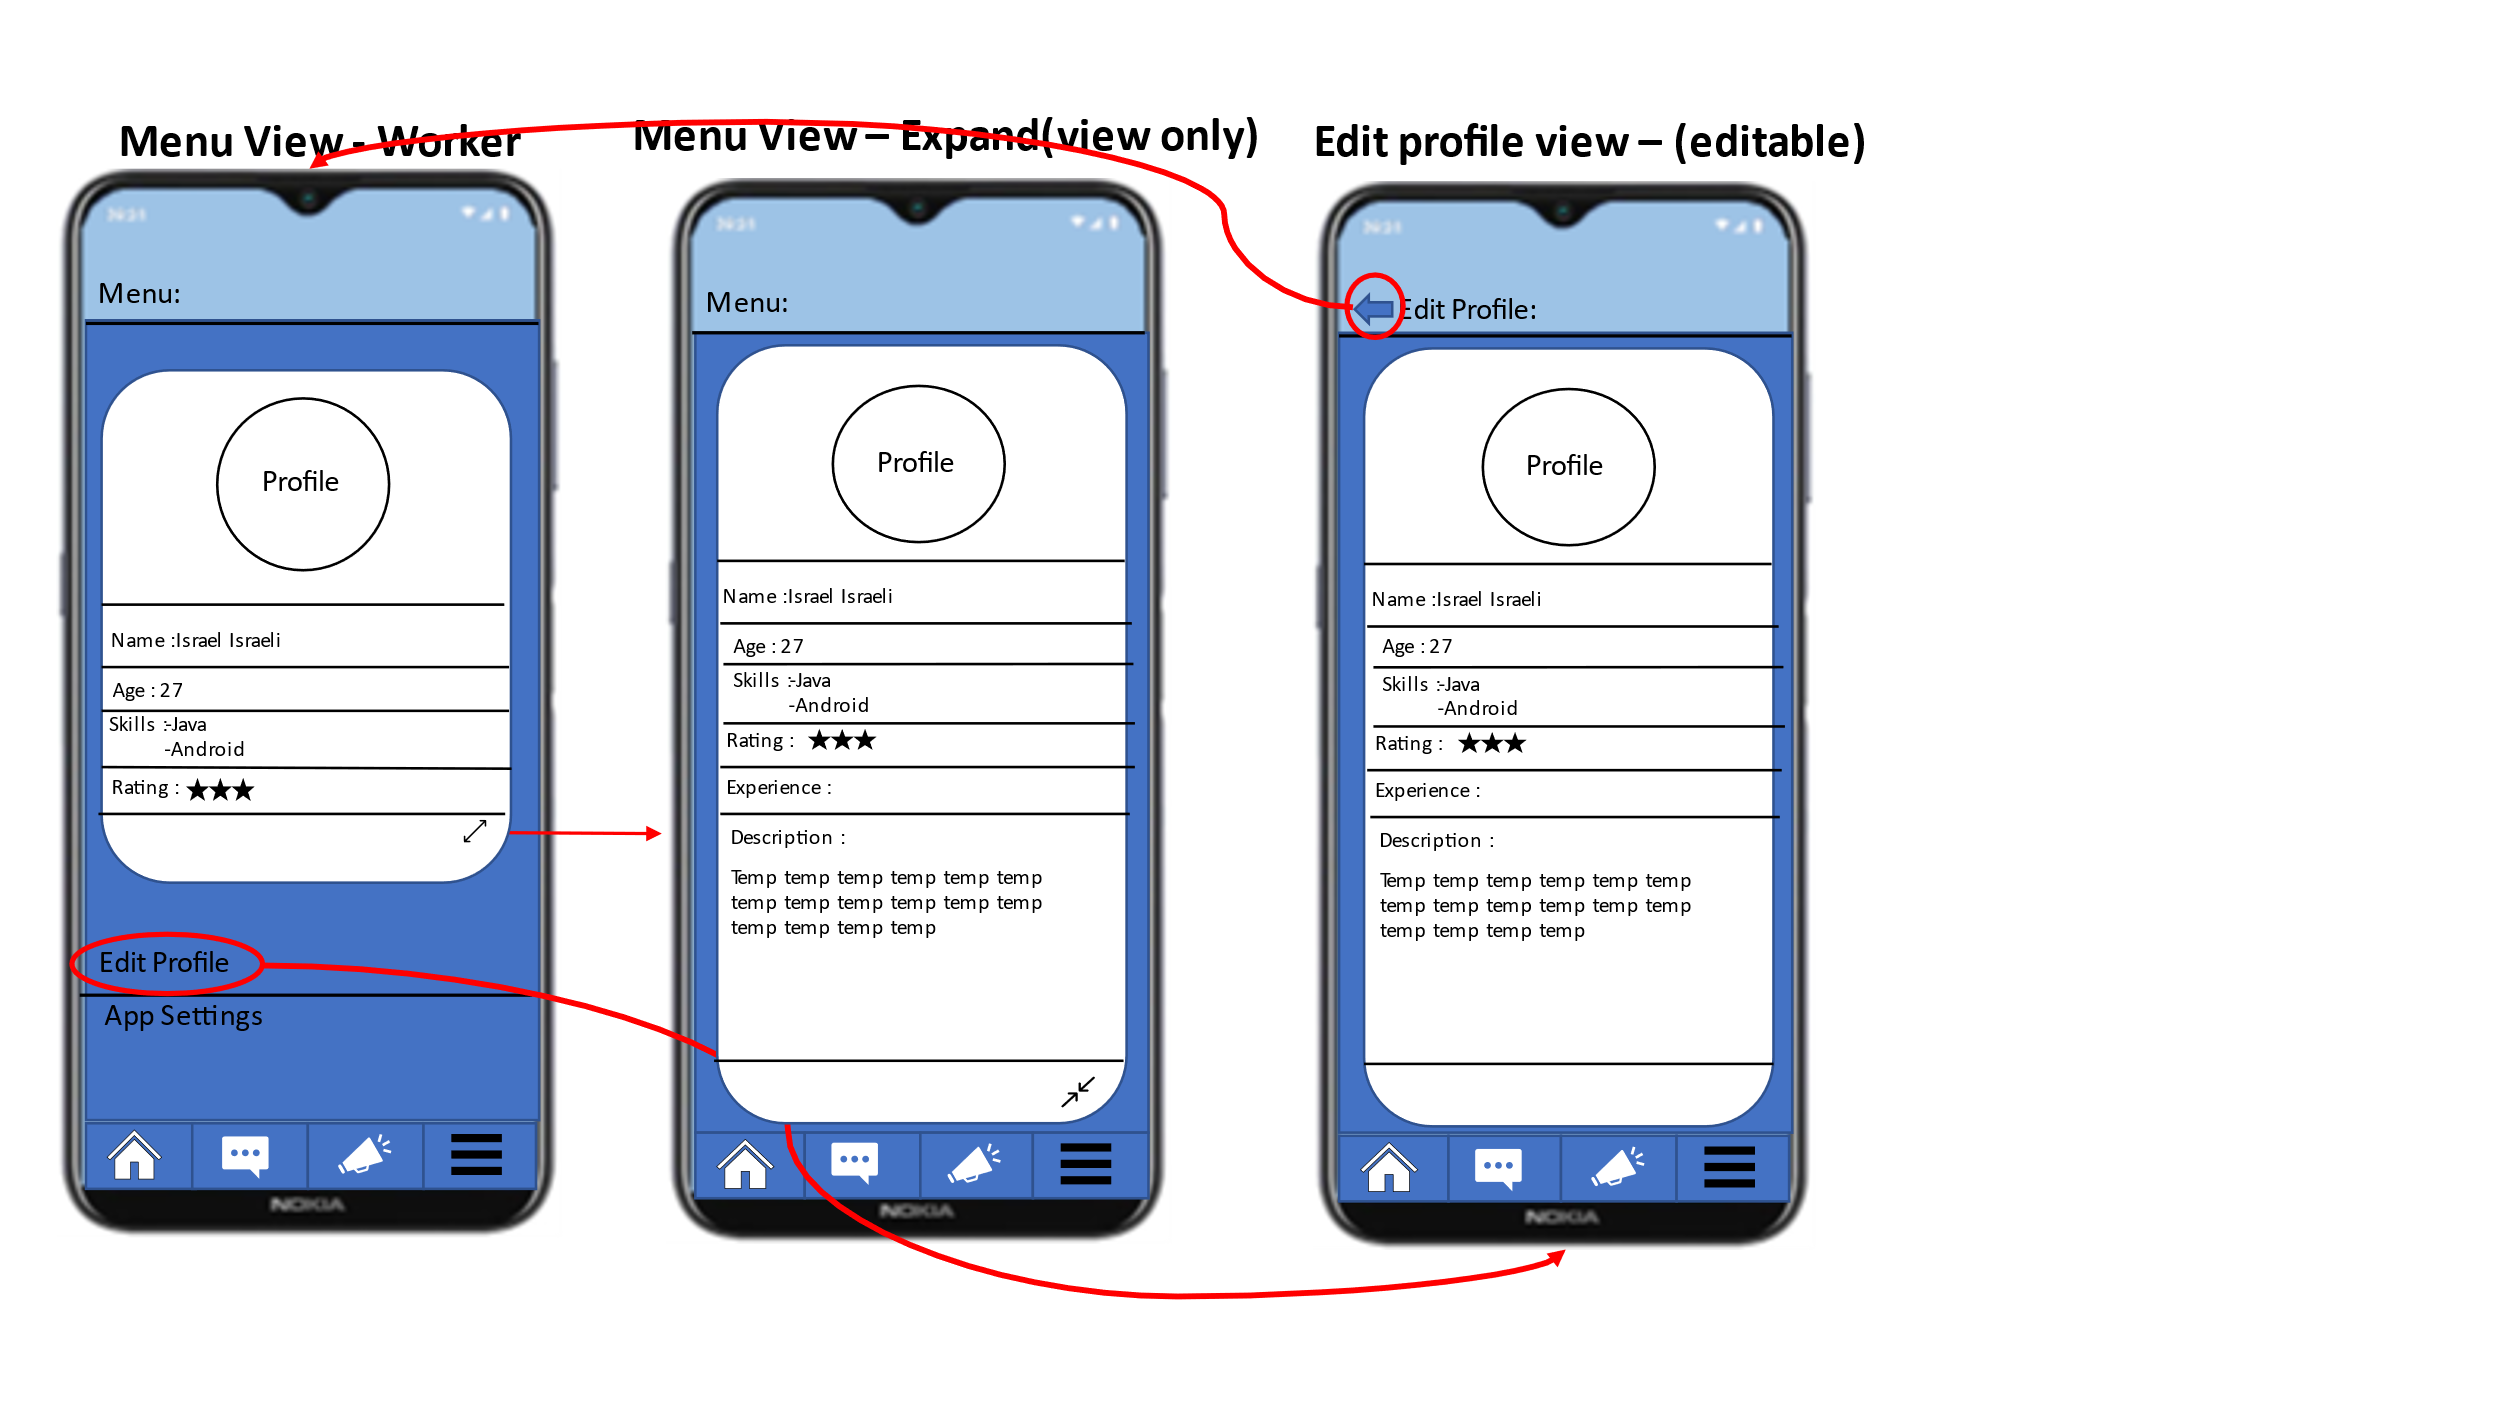 Menu View - Worker
Menu:
Profile
Name :Israel Israeli
Age : 27
Skills :-Java
-Android
Rating : ★★★
Edit Profile
App Settings
NOKIA
Menu View – Expand(view only)
Menu:
Profile
Name :Israel Israeli
Age : 27
Skills :-Java
-Android
Rating : ★★★
Experience :
Description :
Temp temp temp temp temp temp
temp temp temp temp temp temp
temp temp temp temp
NOKIA
Edit profile view – (editable)
Edit Profile:
Profile
Name :Israel Israeli
Age : 27
Skills :-Java
-Android
Rating : ★★★
Experience :
Description :
Temp temp temp temp temp temp
temp temp temp temp temp temp
temp temp temp temp
NOKIA